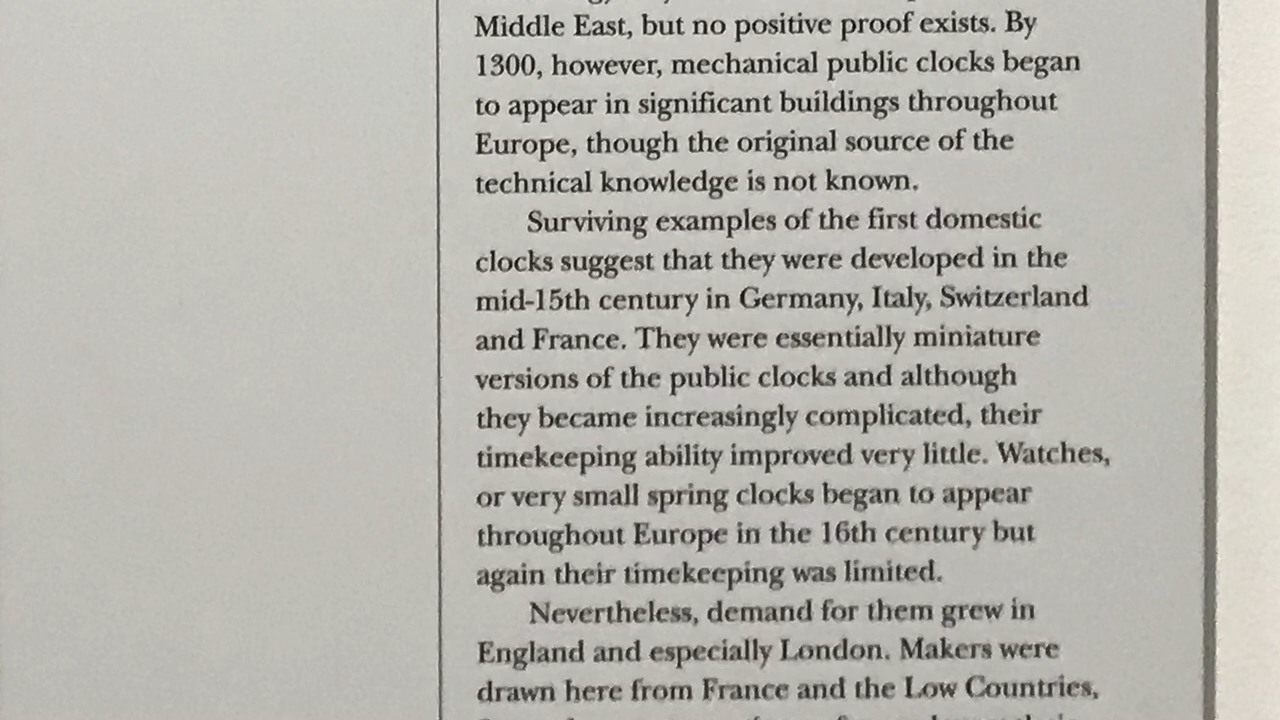 Middle East, but no positive proof exists. By
1300, however, mechanical public clocks began
to appear in significant buildings throughout
Europe, though the original source of the
technical knowledge is not known.
Surviving examples of the first domestic
clocks suggest that they were developed in the
mid-15th century in Germany, Italy, Switzerland
and France. They were essentially miniature
versions of the public clocks and although
they became increasingly complicated, their
timekeeping ability improved very little. Watches,
or very small spring clocks began to appear
throughout Europe in the 16th century but
again their timekeeping was limited.
Nevertheless, demand for them grew in
England and especially London. Makers were
drawn here from France and the Low Countries,